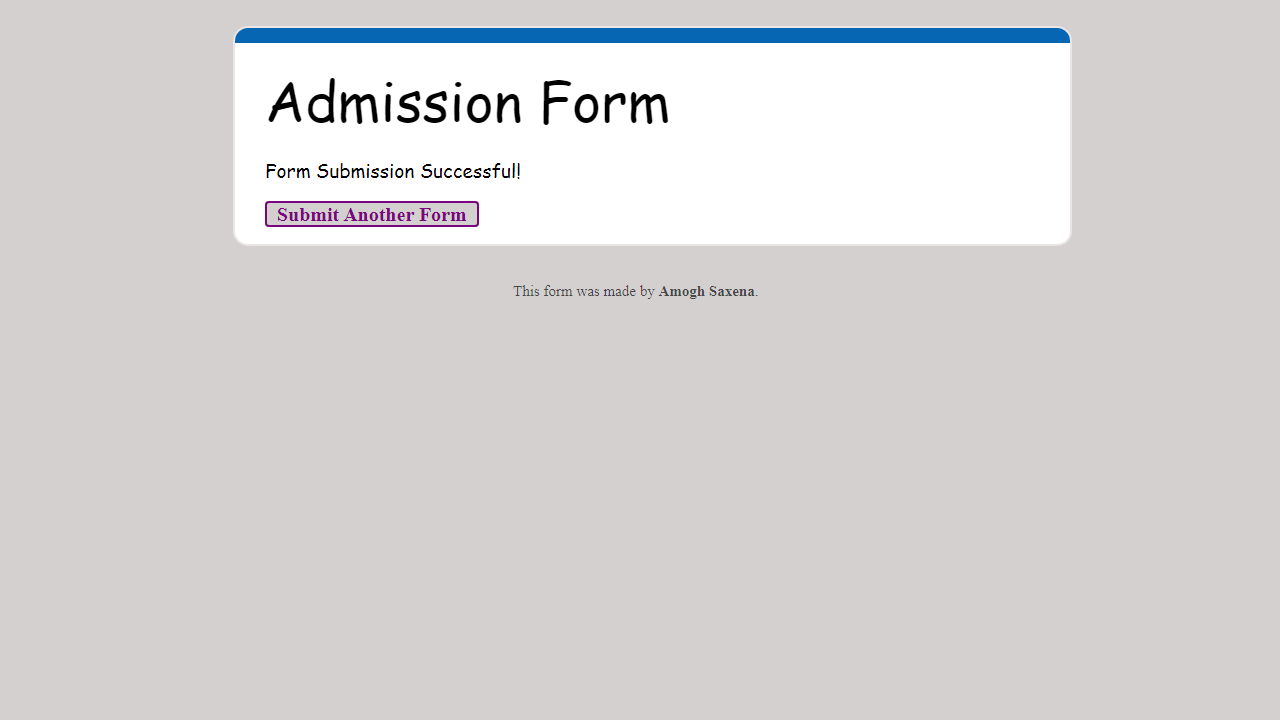 Admission Form
Form Submission Successful!
Submit Another Form
This form was made by Amogh Saxena.